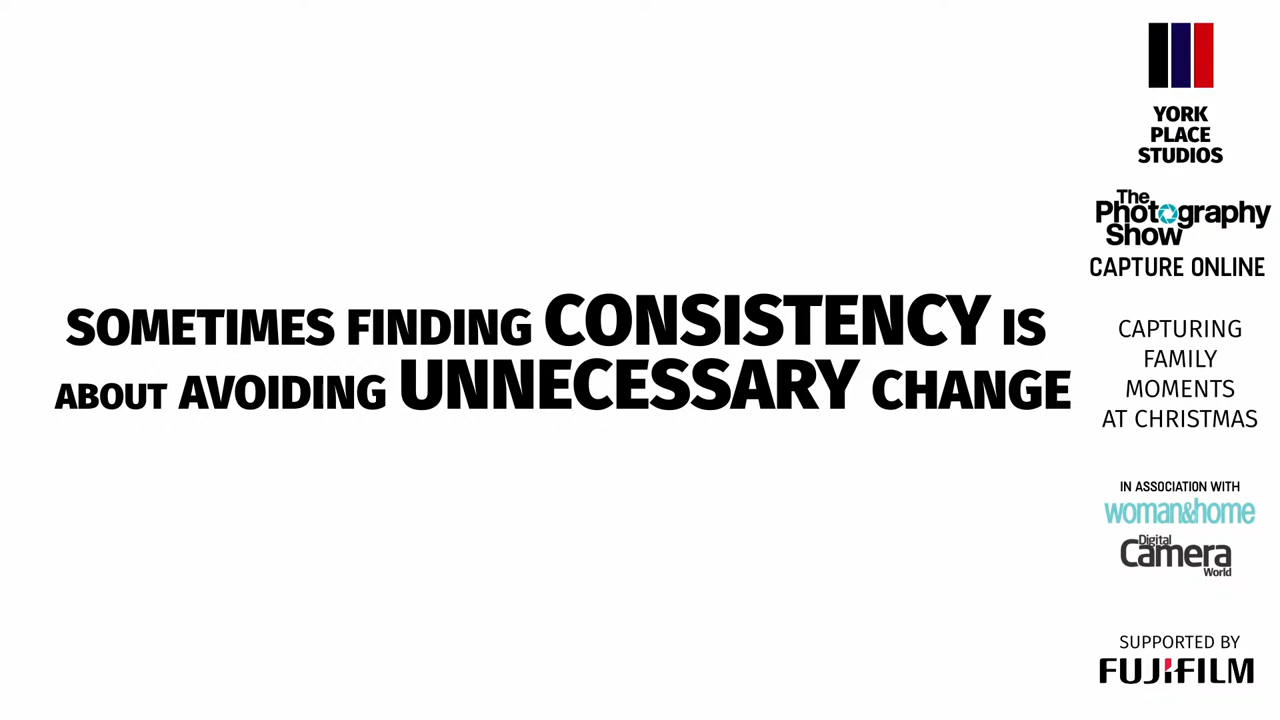 SOMETIMES FINDING CONSISTENCY IS
ABOUT AVOIDING UNNECESSARY CHANGE
YORK
PLACE
STUDIOS
The
Photography
Show
CAPTURE ONLINE
CAPTURING
FAMILY
MOMENTS
AT CHRISTMAS
IN ASSOCIATION WITH
woman&home
Digital
Camera
World
SUPPORTED BY
FUJIFILM